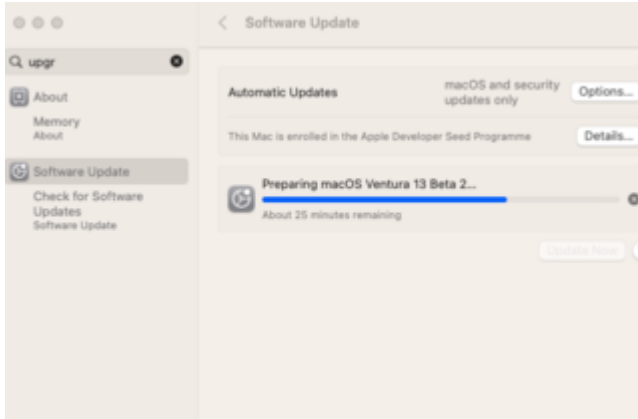 Software Update
upgr
About
Memory
About
Software Update
Check for Software
Updates
Software Update
Automatic Updates
macOS and security
updates only
Options...
This Mac is enrolled in the Apple Developer Seed Programme
Details...
Preparing macOS Ventura 13 Beta 2...
About 25 minutes remaining
Update Now